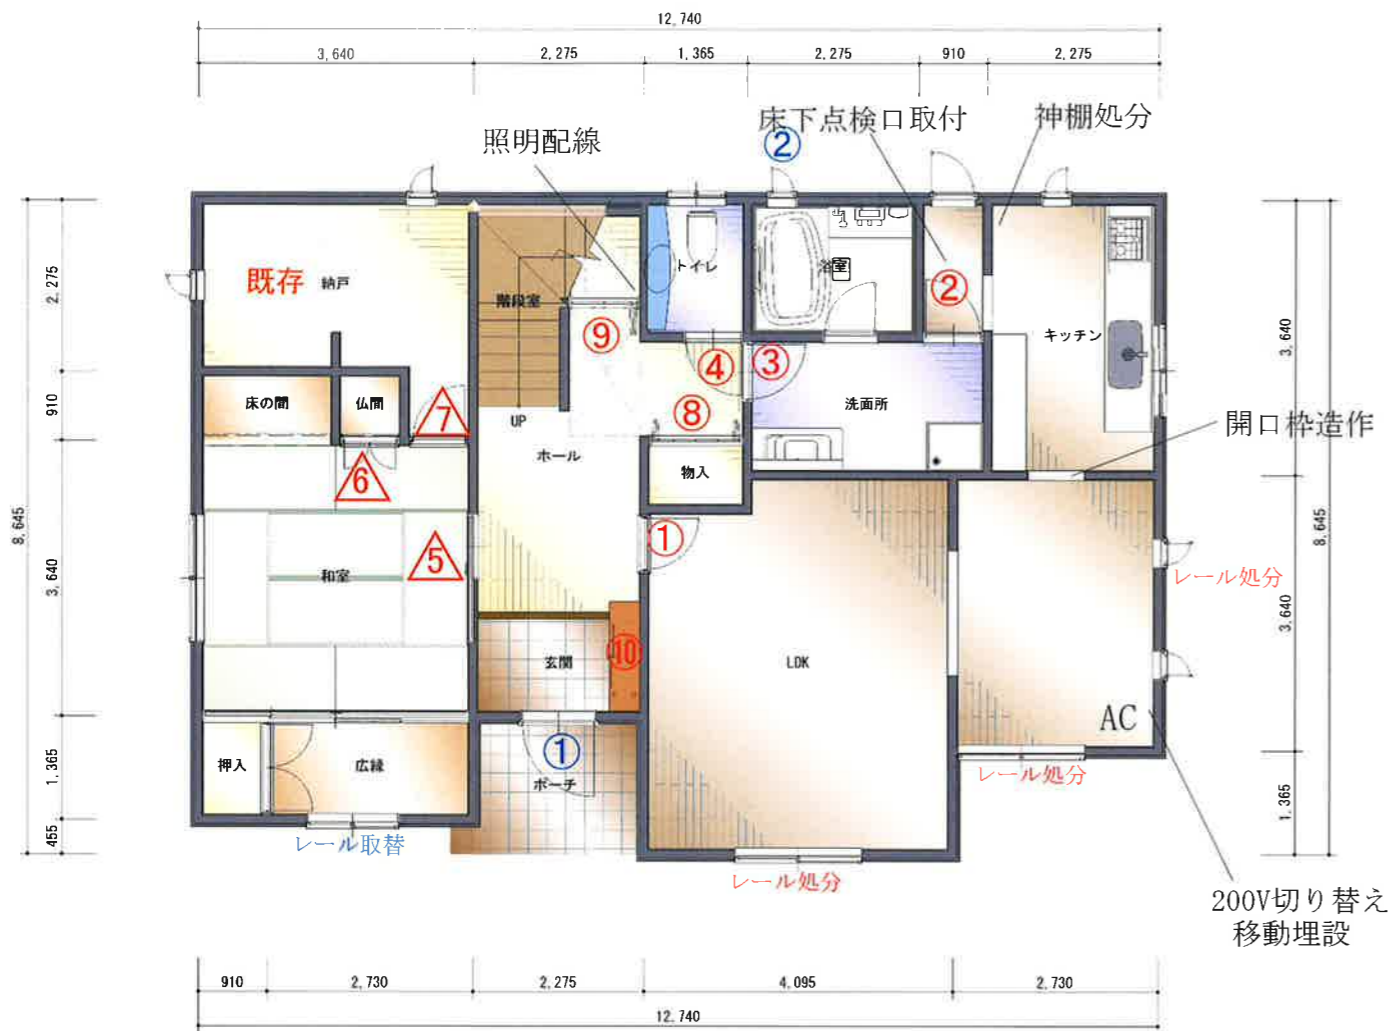 12,740
3,640
2,275
1,365
2,275
910
2,275
床下点検口取付
神棚処分
照明配線
②
既存
納戸
階段室
トイレ
浴室
②
キッチン
⑨
④
③
床の間
仏間
⑦
⑧
洗面所
UP
ホール
物入
開口枠造作
⑥
①
⑤
和室
レール処分
玄関
⑩
LDK
AC
押入
広縁
①
ポーチ
レール処分
レール取替
レール処分
200V切り替え
移動埋設
8,645
2,275
910
3,640
1,365
455
3,640
3,640
1,365
8,645
910
2,730
2,275
4,095
2,730
12,740